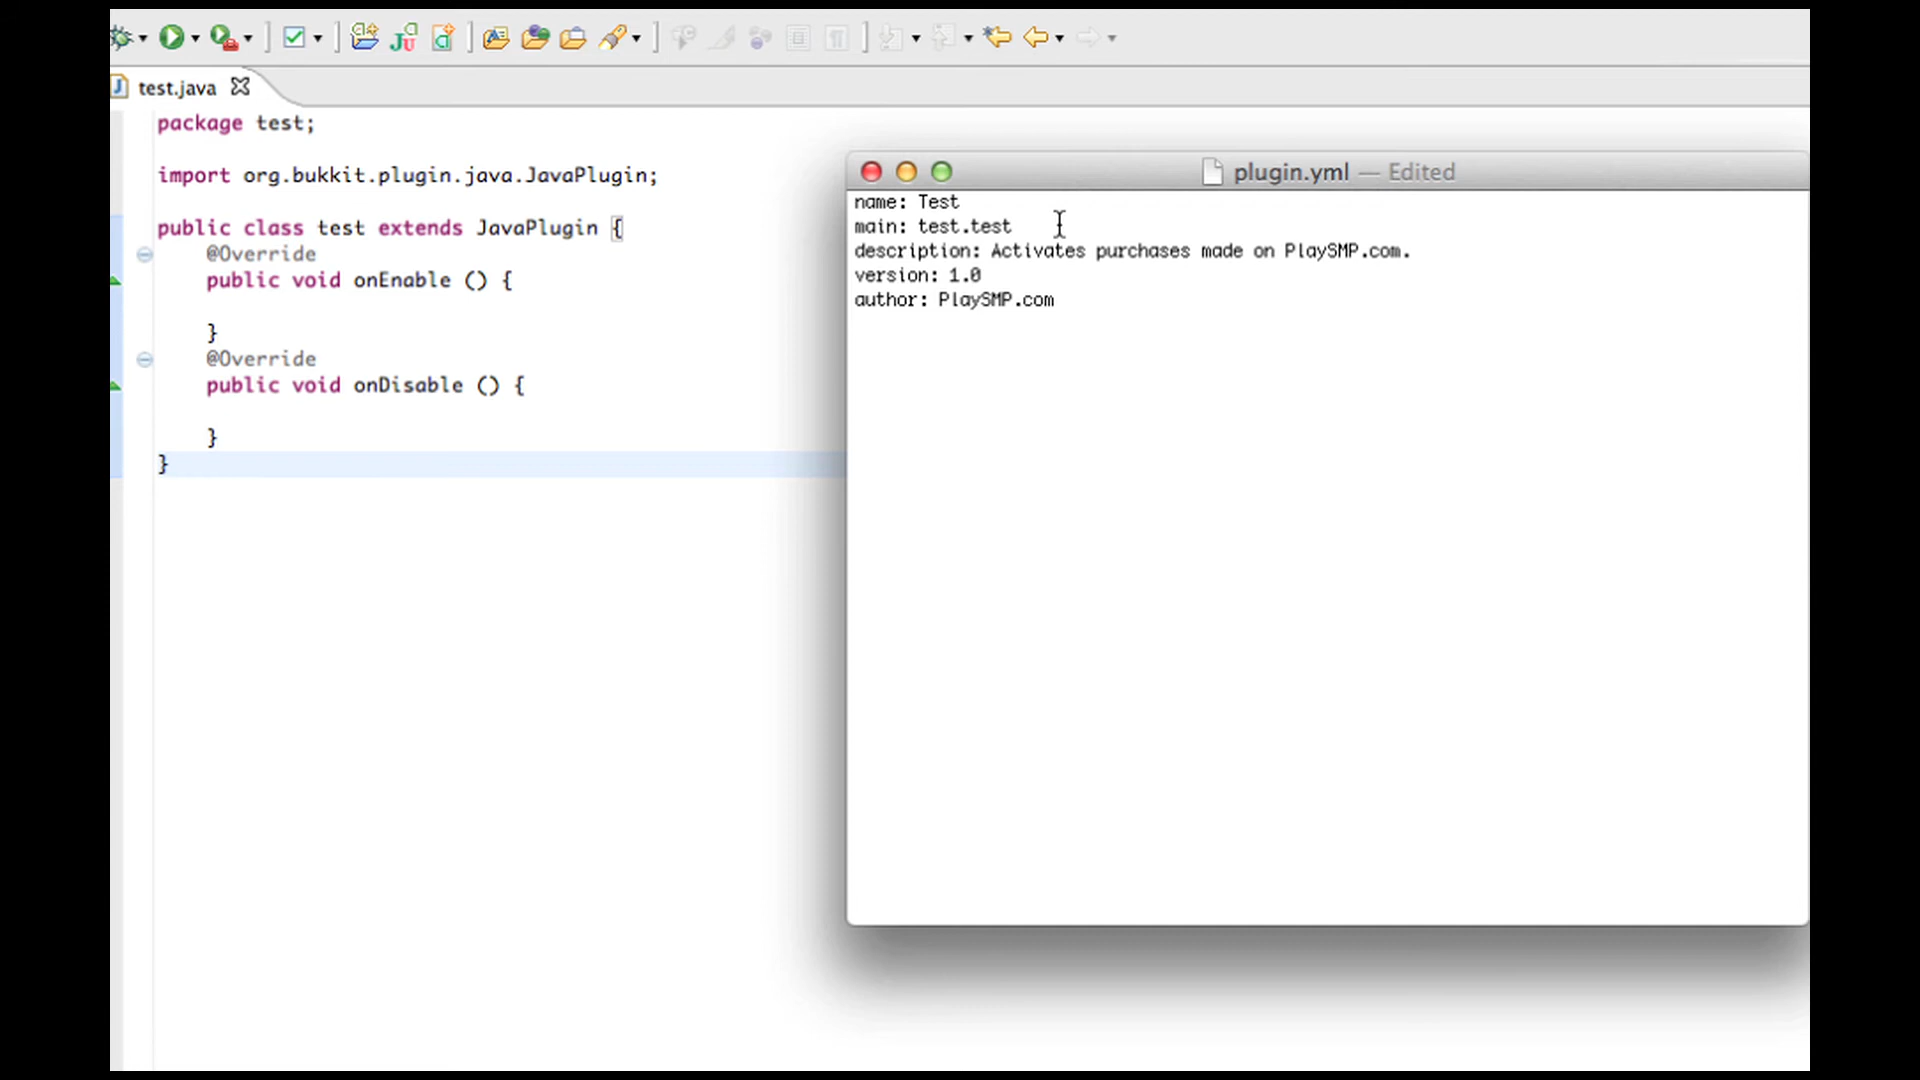 test.java
package test;
import org.bukkit.plugin.java.JavaPlugin;
public class test extends JavaPlugin {
@Override
public void onEnable () {
}
@Override
public void onDisable () {
}
}
plugin.yml — Edited
name: Test
main: test.test
description: Activates purchases made on PlaySMP.com.
version: 1.0
author: PlaySMP.com